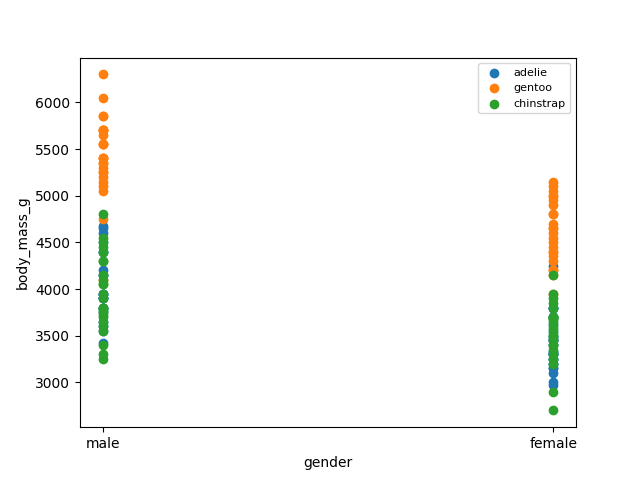 adelie
gentoo
chinstrap
6000
5500
5000
4500
4000
3500
3000
body_mass_g
male
female
gender